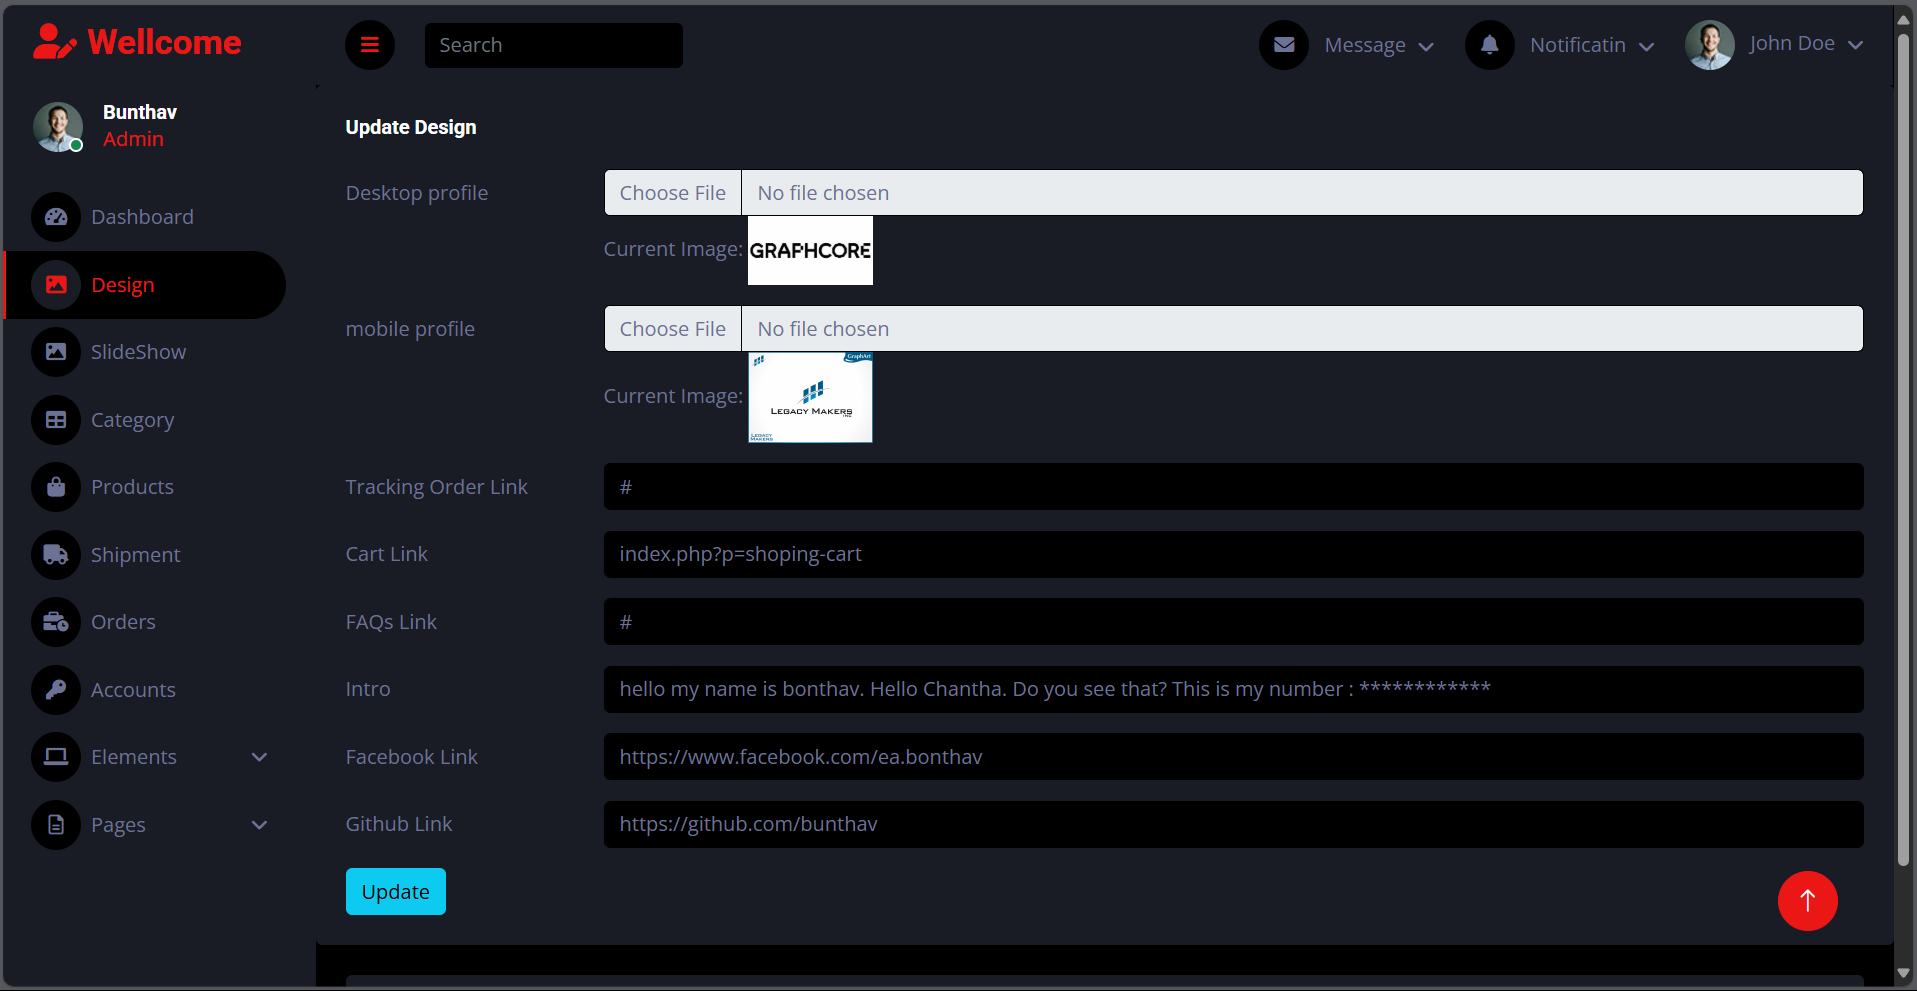 Wellcome
Search
Message
Notificatin
John Doe
Bunthav
Admin
Dashboard
Design
SlideShow
Category
Products
Shipment
Orders
Accounts
Elements
Pages
Update Design
Desktop profile
Choose File
No file chosen
Current Image:
GRAPHCORE
mobile profile
Choose File
No file chosen
Current Image:
GraphArt
LEGACY MAKERS
INC
LEGACY
MAKERS
Tracking Order Link
#
Cart Link
index.php?p=shoping-cart
FAQs Link
#
Intro
hello my name is bonthav. Hello Chantha. Do you see that? This is my number : ************
Facebook Link
https://www.facebook.com/ea.bonthav
Github Link
https://github.com/bunthav
Update